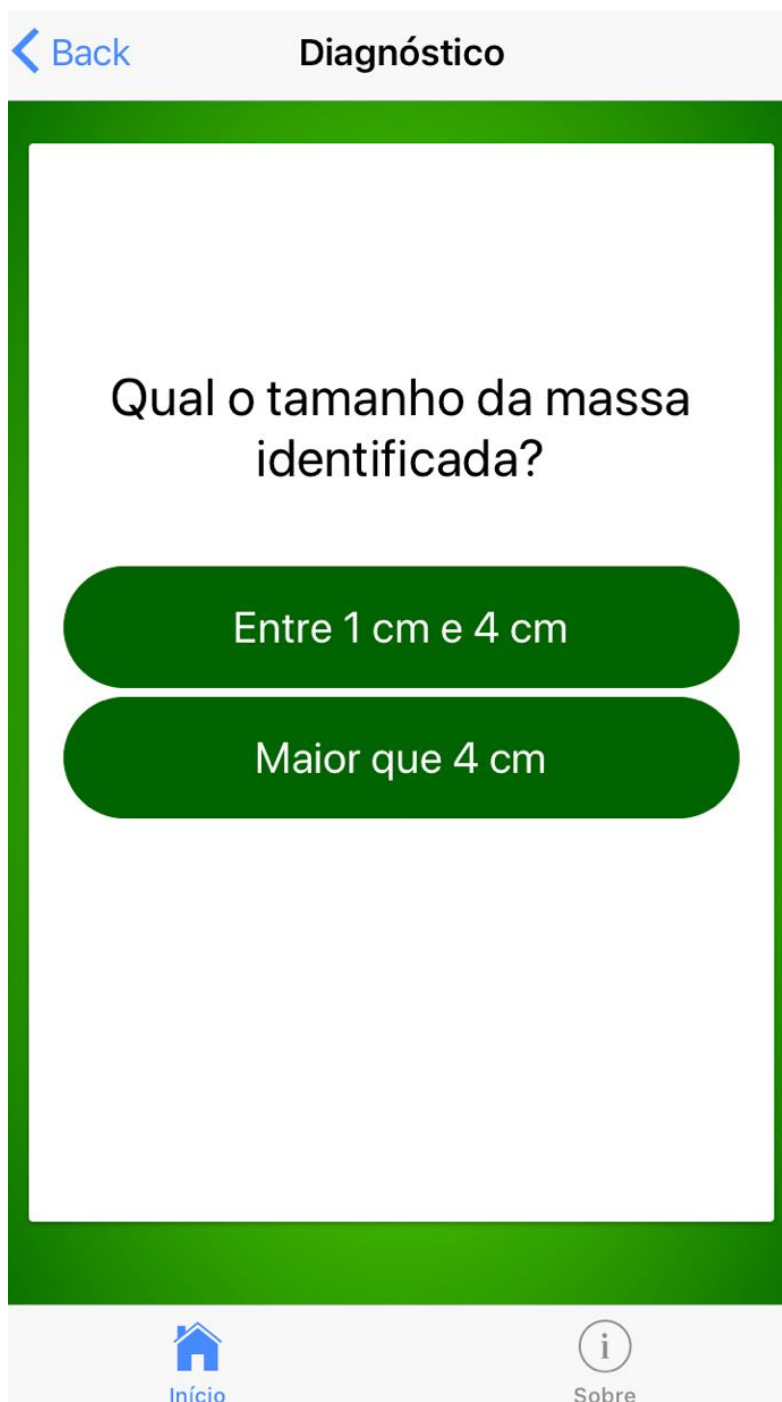 Back
Diagnóstico
Qual o tamanho da massa
identificada?
Entre 1 cm e 4 cm
Maior que 4 cm
Início
Sobre